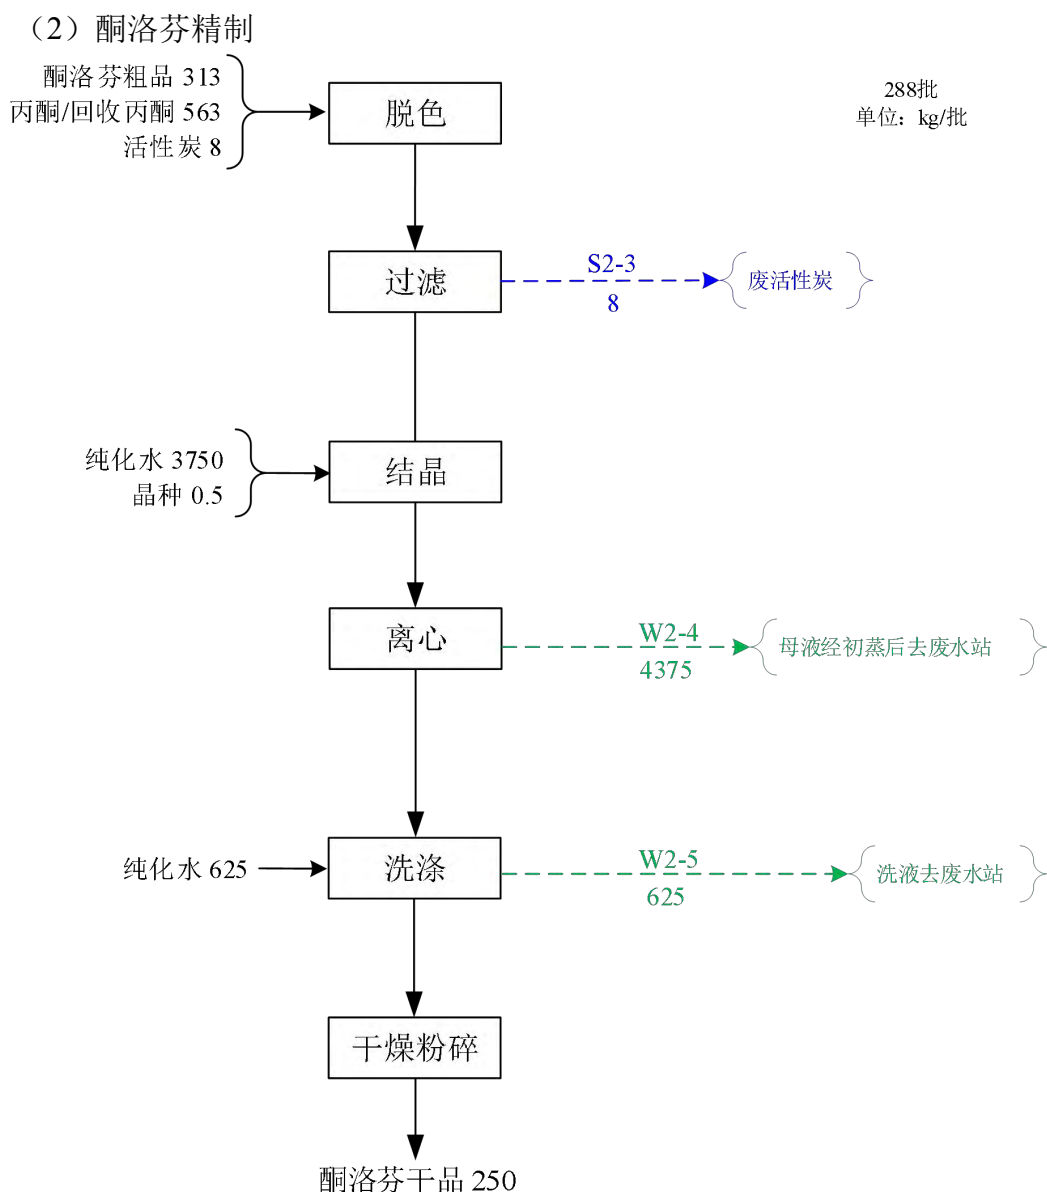 （2）酮洛芬精制
酮洛芬粗品 313
丙酮/回收丙酮 563
活性炭 8
脱色
288批
单位：kg/批
过滤
S2-3
8
废活性炭
纯化水 3750
晶种 0.5
结晶
离心
W2-4
4375
母液经初蒸后去废水站
纯化水 625
洗涤
W2-5
625
洗液去废水站
干燥粉碎
酮洛芬干品 250